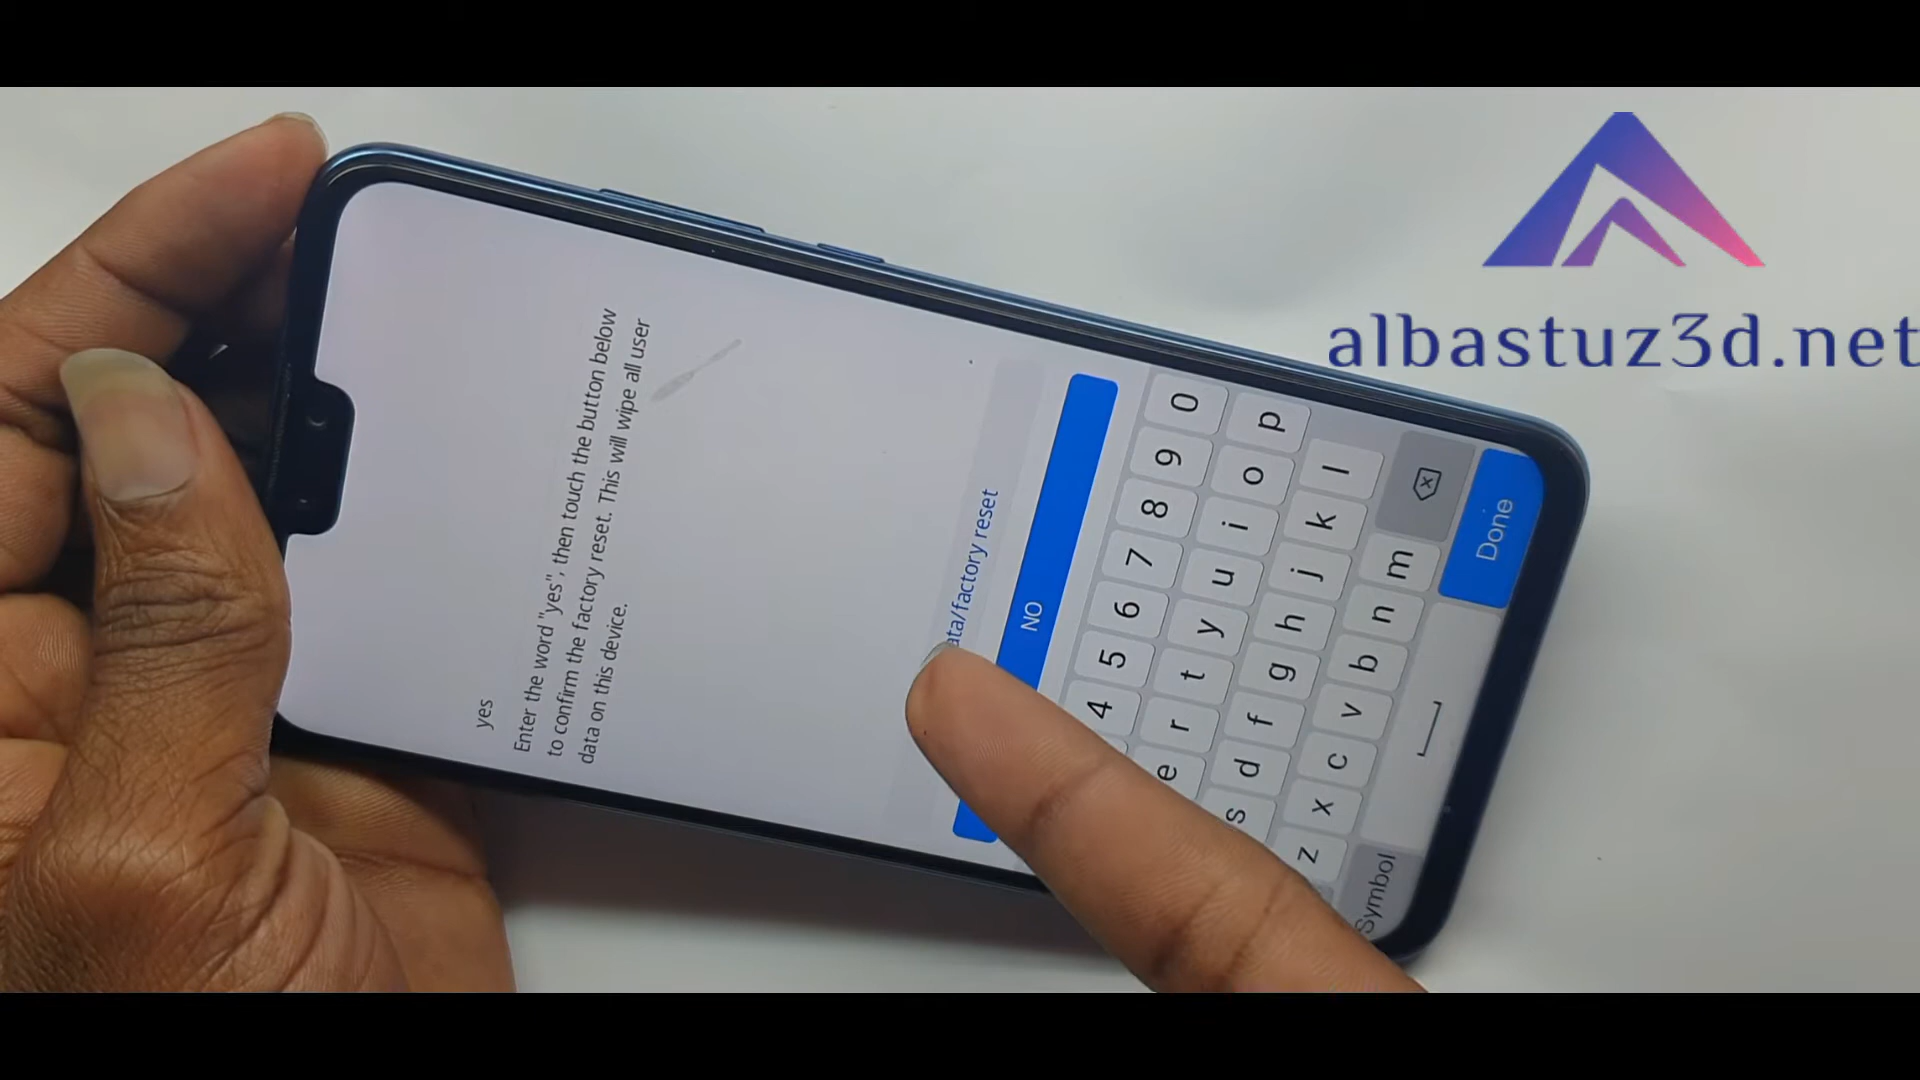 albastuz3d.net
yes
Enter the word "yes", then touch the button below
to confirm the factory reset. This will wipe all user
data on this device.
ata/factory reset
NO
4 5 6 7 8 9 0
e r t y u i o p
s d f g h j k l
z x c v b n m
Symbol Done